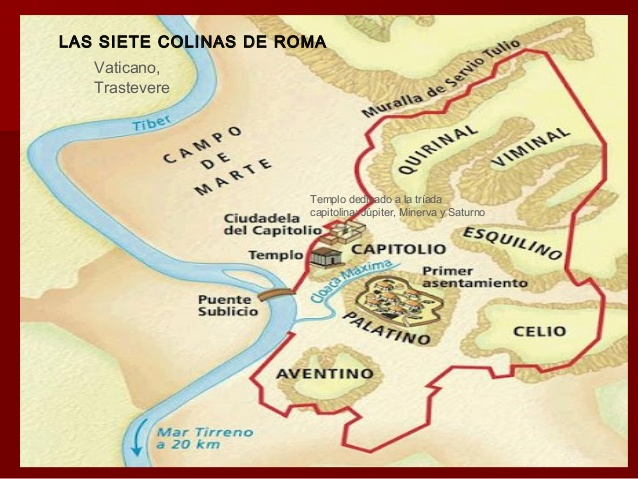 LAS SIETE COLINAS DE ROMA
Vaticano,
Trastevere
Tíber
CAMPO
DE
MARTE
Muralla de Servio Tulio
QUIRINAL
VIMINAL
Templo dedicado a la tríada
capitolina: Júpiter, Minerva y Saturno
Ciudadela
del Capitolio
Templo
CAPITOLIO
ESQUILINO
Cloaca Máxima
Primer
asentamiento
Puente
Sublicio
PALATINO
CELIO
AVENTINO
Mar Tirreno
a 20 km